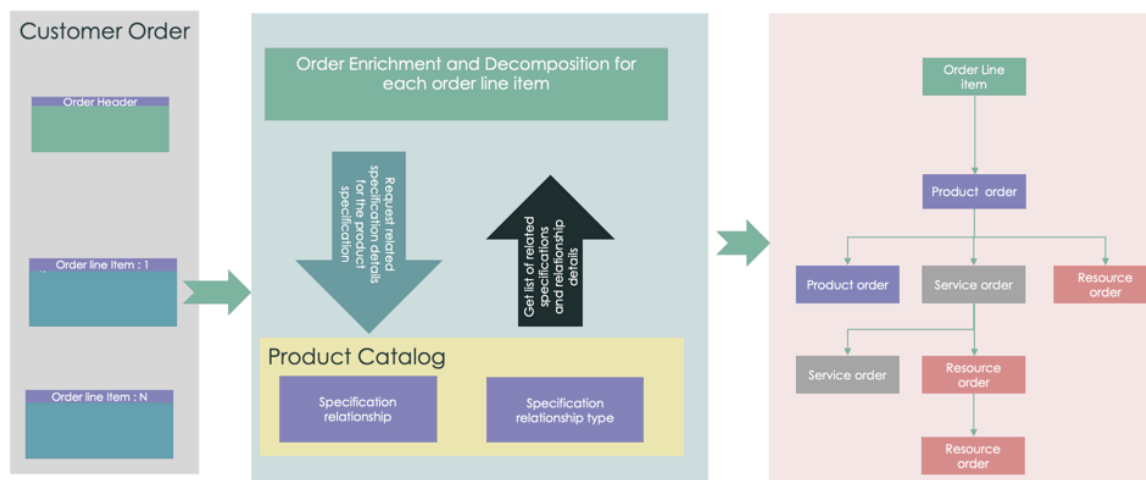 Customer Order
Order Header
Order line Item : 1
Order line Item : N
Order Enrichment and Decomposition for
each order line item
Request related
specification details
for the product
specification
Get list of related
specifications
and relationship
details
Product Catalog
Specification
relationship
Specification
relationship type
Order Line
item
Product order
Product order
Service order
Resource
order
Service order
Resource
order
Resource
order